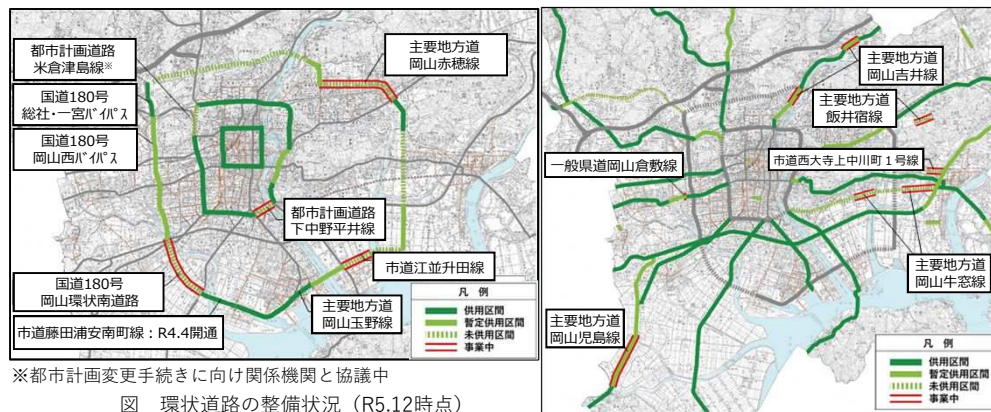 都市計画道路
米倉津島線※
国道180号
総社・一宮バイパス
国道180号
岡山西バイパス
主要地方道
岡山赤穂線
都市計画道路
下中野平井線
市道江並升田線
国道180号
岡山環状南道路
主要地方道
岡山玉野線
市道藤田浦安南町線：R4.4開通
凡 例
供用区間
暫定供用区間
未供用区間
事業中
※都市計画変更手続きに向け関係機関と協議中
図 環状道路の整備状況（R5.12時点）
主要地方道
岡山吉井線
主要地方道
飯井宿線
一般県道岡山倉敷線
市道西大寺上中川町１号線
主要地方道
岡山牛窓線
主要地方道
岡山児島線
凡 例
供用区間
暫定供用区間
未供用区間
事業中